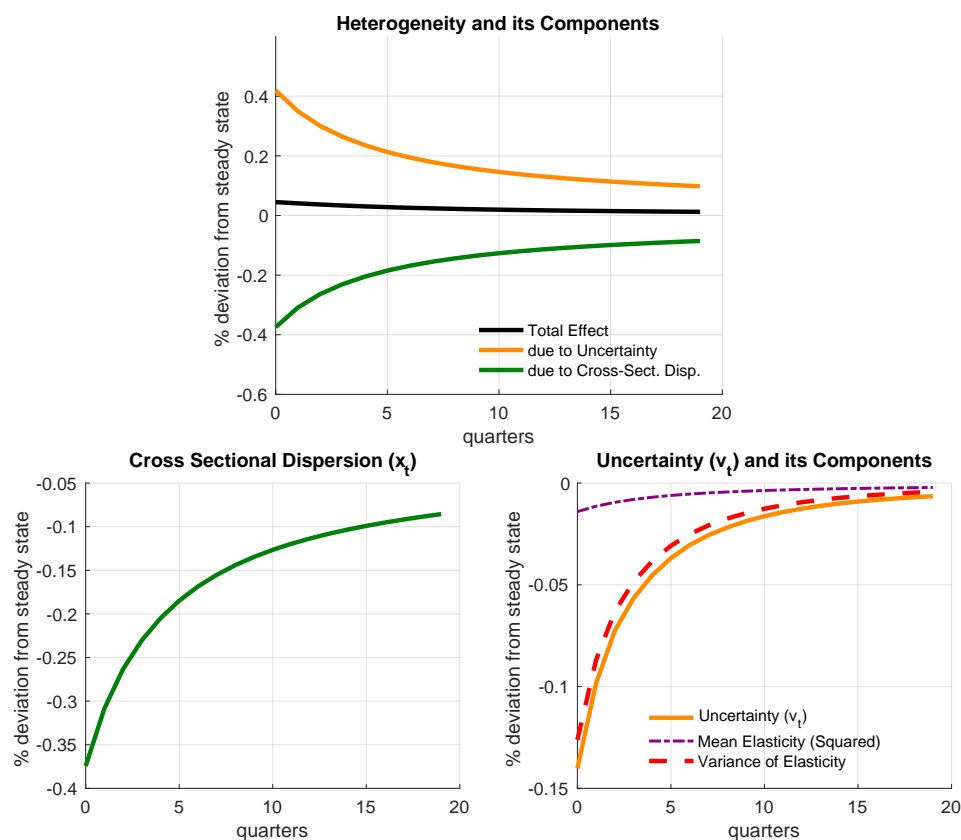 Heterogeneity and its Components
% deviation from steady state
0.4
0.2
0
-0.2
-0.4
-0.6
Total Effect
due to Uncertainty
due to Cross-Sect. Disp.
0 5 10 15 20
quarters
Cross Sectional Dispersion (x_t)
% deviation from steady state
-0.05
-0.1
-0.15
-0.2
-0.25
-0.3
-0.35
-0.4
0 5 10 15 20
quarters
Uncertainty (v_t) and its Components
% deviation from steady state
0
-0.05
-0.1
-0.15
Uncertainty (v_t)
Mean Elasticity (Squared)
Variance of Elasticity
0 5 10 15 20
quarters